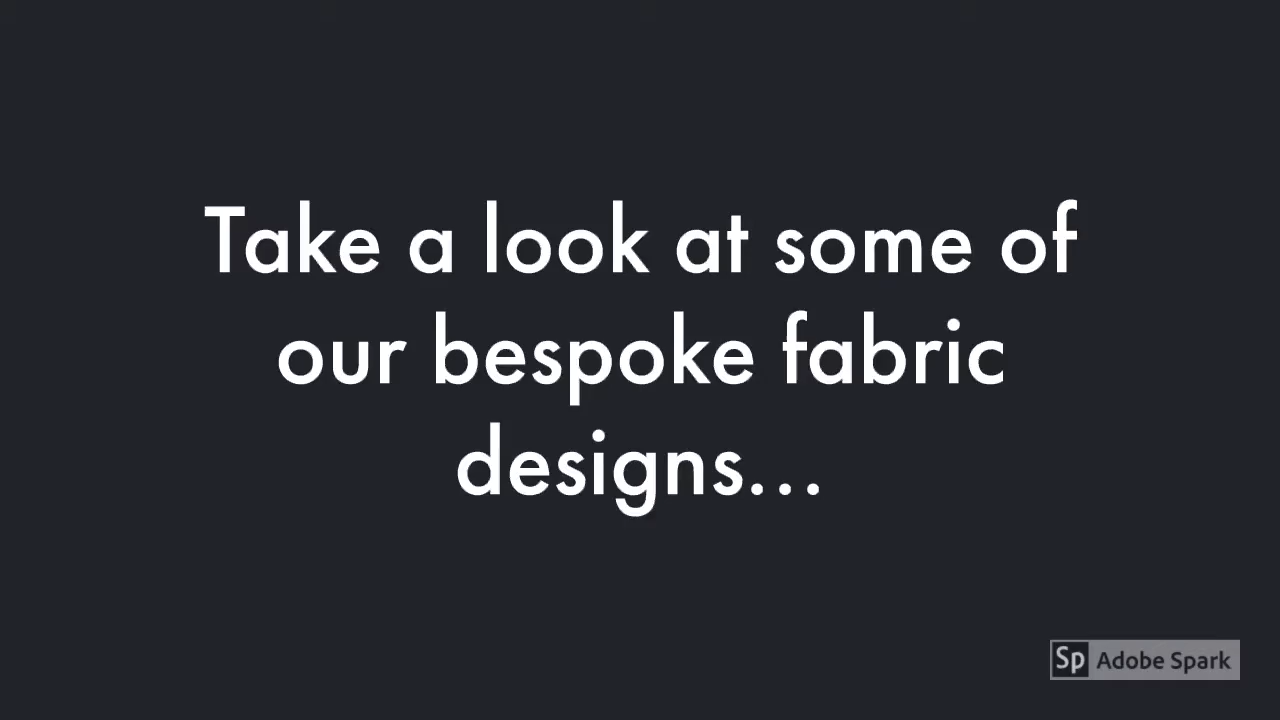 Take a look at some of
our bespoke fabric
designs...
Sp Adobe Spark